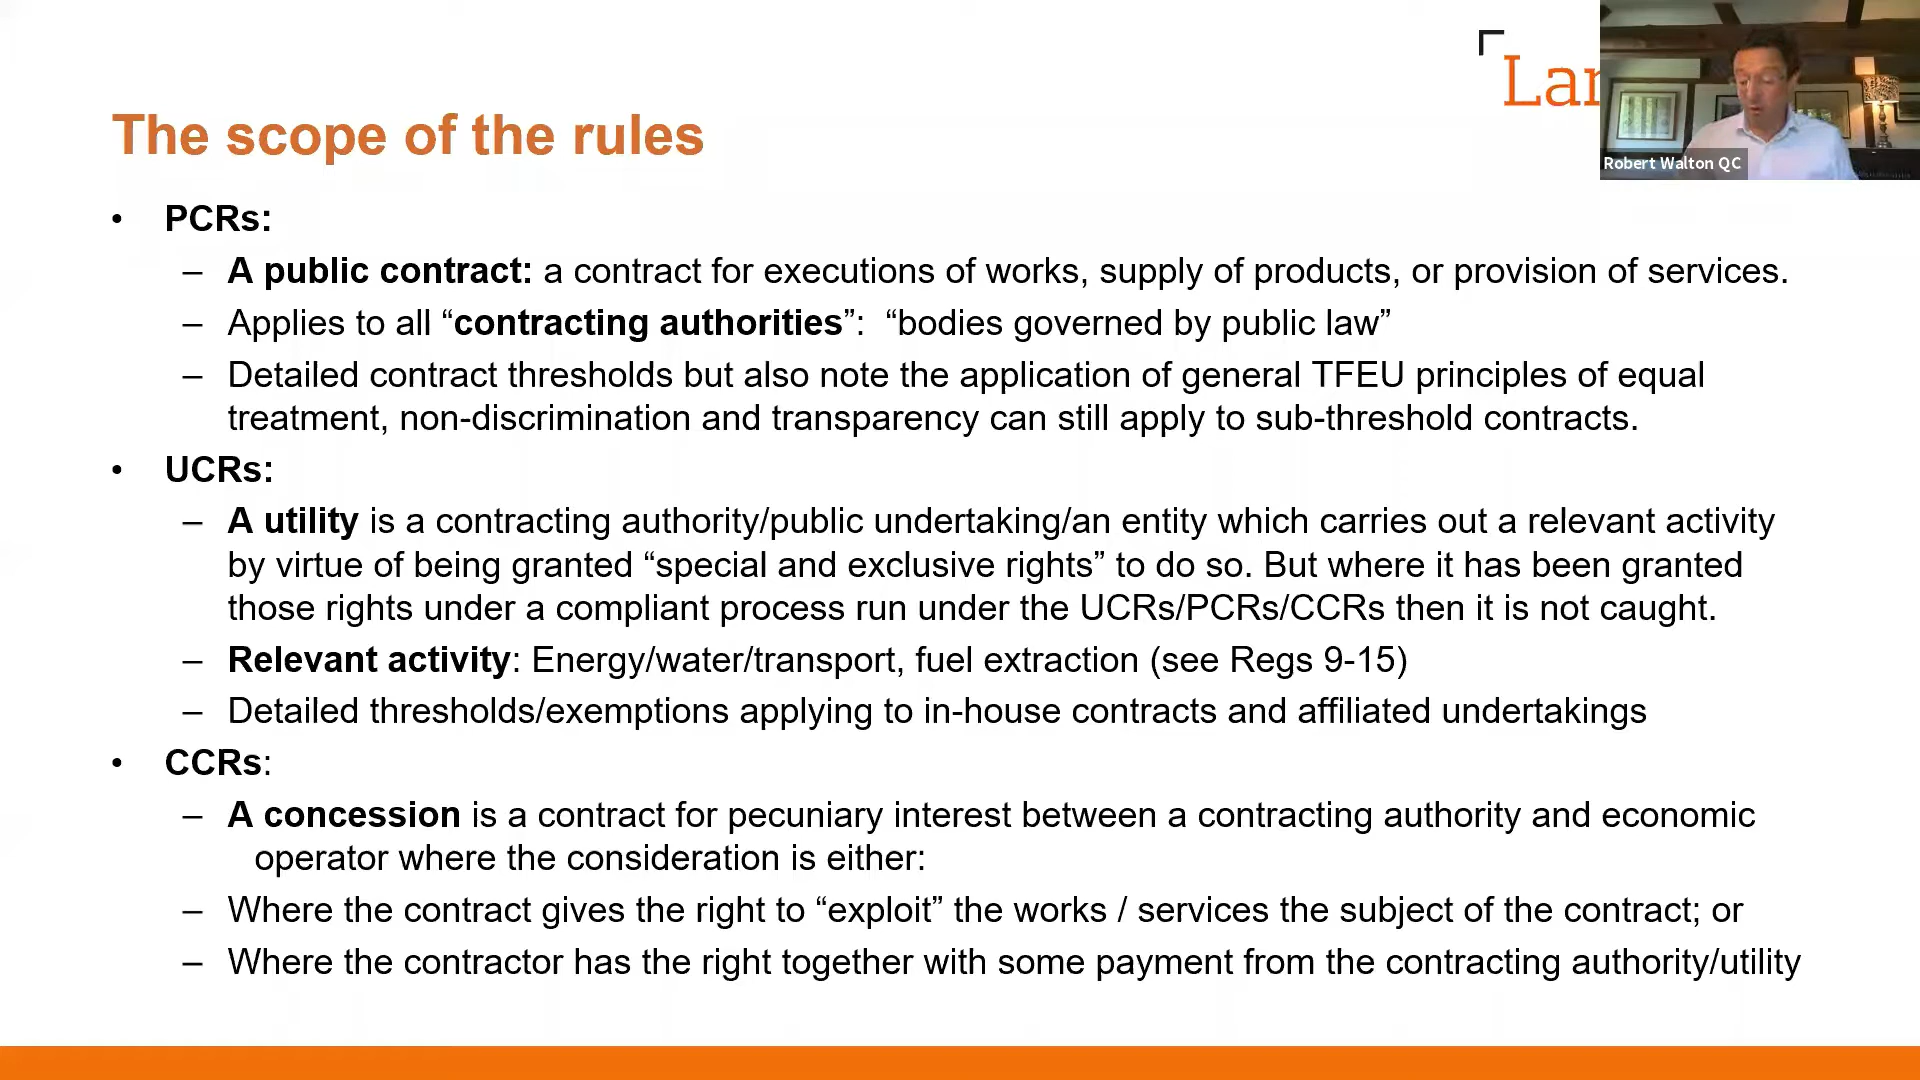 Lan
Robert Walton QC
The scope of the rules
• PCRs:
– A public contract: a contract for executions of works, supply of products, or provision of services.
– Applies to all “contracting authorities”:  “bodies governed by public law”
– Detailed contract thresholds but also note the application of general TFEU principles of equal
treatment, non-discrimination and transparency can still apply to sub-threshold contracts.
• UCRs:
– A utility is a contracting authority/public undertaking/an entity which carries out a relevant activity
by virtue of being granted “special and exclusive rights” to do so. But where it has been granted
those rights under a compliant process run under the UCRs/PCRs/CCRs then it is not caught.
– Relevant activity: Energy/water/transport, fuel extraction (see Regs 9-15)
– Detailed thresholds/exemptions applying to in-house contracts and affiliated undertakings
• CCRs:
– A concession is a contract for pecuniary interest between a contracting authority and economic
operator where the consideration is either:
– Where the contract gives the right to “exploit” the works / services the subject of the contract; or
– Where the contractor has the right together with some payment from the contracting authority/utility